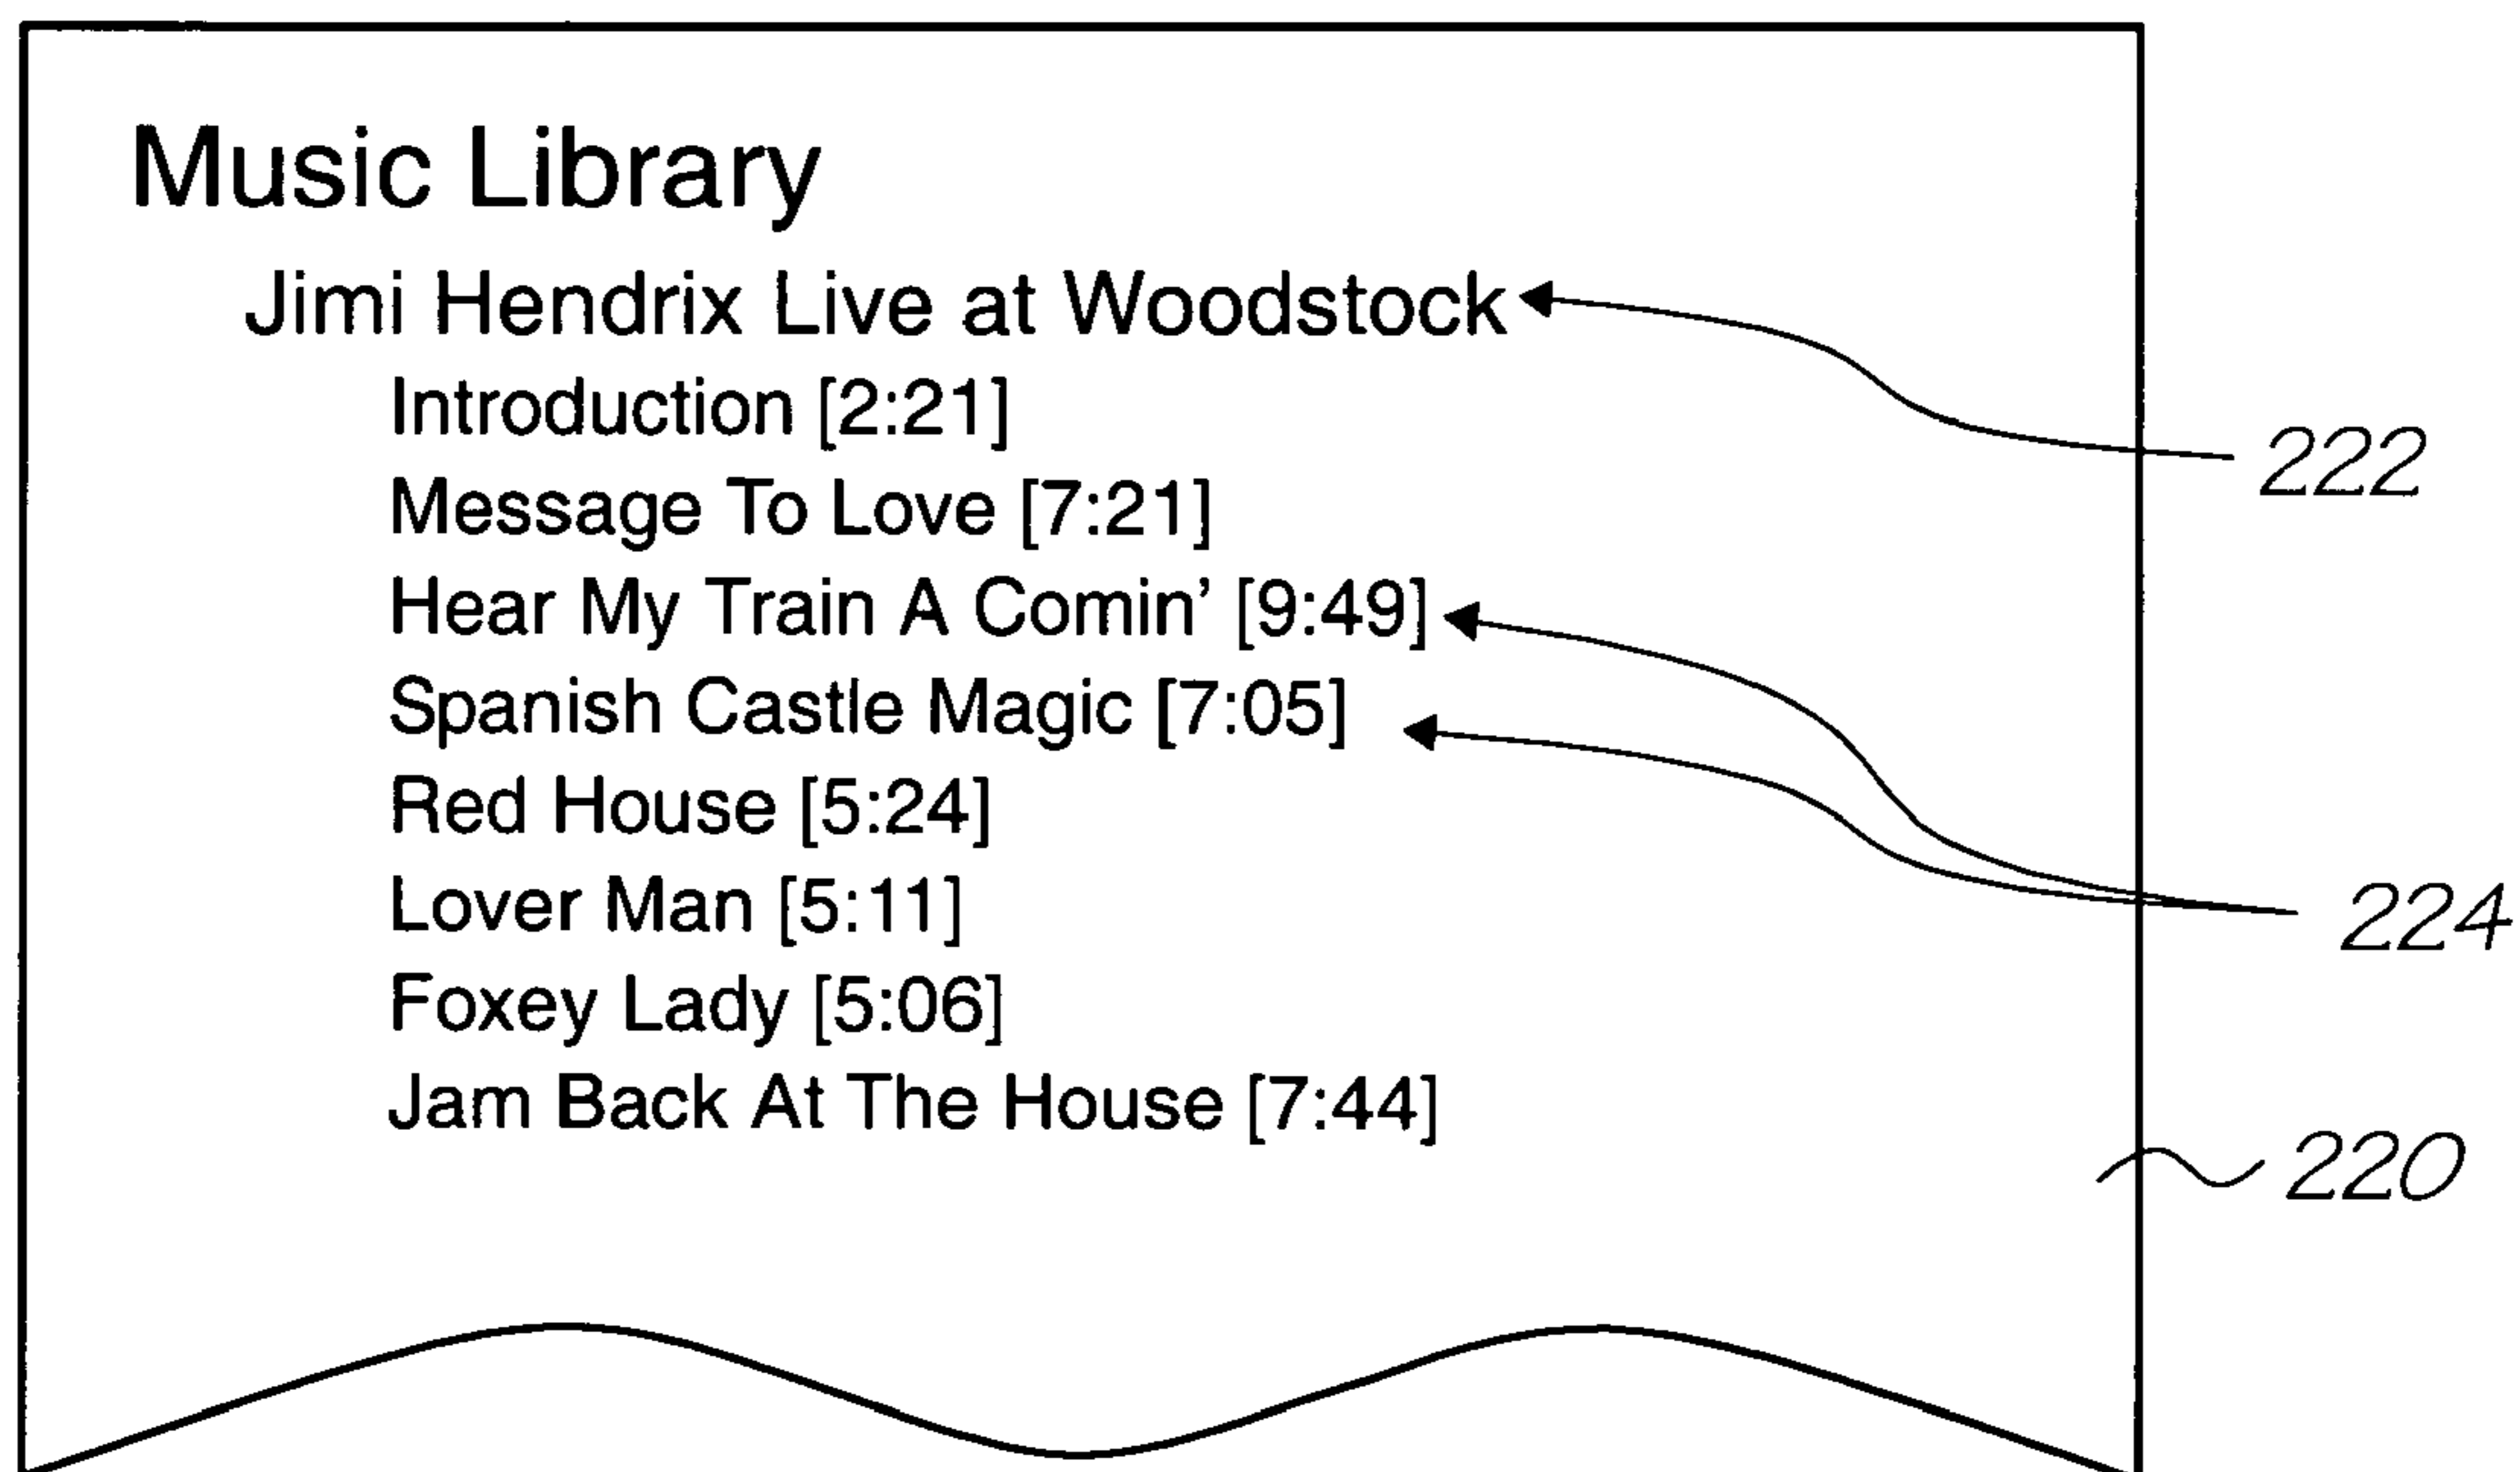 Music Library
Jimi Hendrix Live at Woodstock
Introduction [2:21]
222
Message To Love [7:21]
Hear My Train A Comin’ [9:49]
Spanish Castle Magic [7:05]
Red House [5:24]
Lover Man [5:11]
224
Foxey Lady [5:06]
Jam Back At The House [7:44]
220